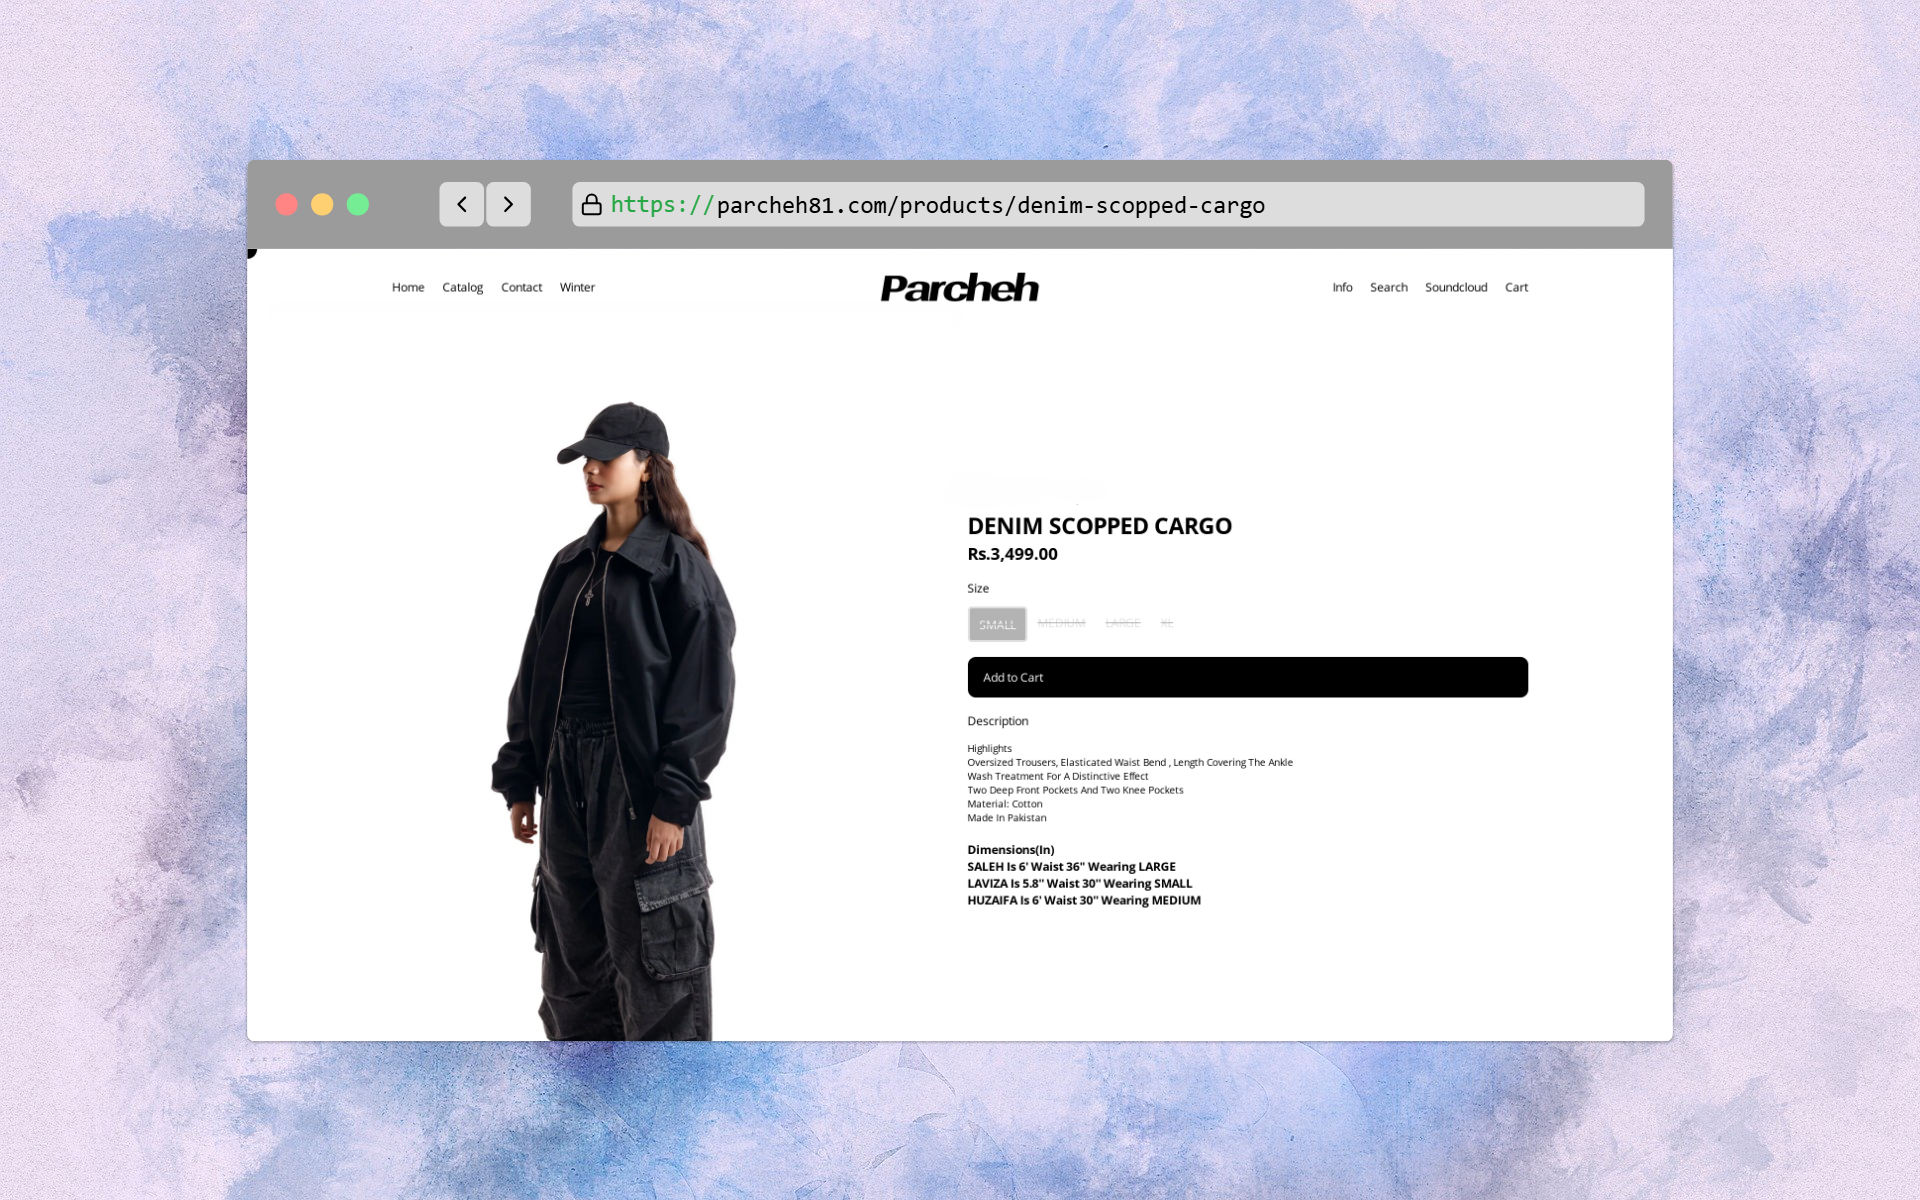 https://parcheh81.com/products/denim-scopped-cargo
Home Catalog Contact Winter
Parcheh
Info Search Soundcloud Cart
DENIM SCOPPED CARGO
Rs.3,499.00
Size
SMALL MEDIUM LARGE XL
Add to Cart
Description
Highlights
Oversized Trousers, Elasticated Waist Bend , Length Covering The Ankle
Wash Treatment For A Distinctive Effect
Two Deep Front Pockets And Two Knee Pockets
Material: Cotton
Made In Pakistan
Dimensions(In)
SALEH Is 6' Waist 36" Wearing LARGE
LAVIZA Is 5.8" Waist 30" Wearing SMALL
HUZAIFA Is 6' Waist 30" Wearing MEDIUM